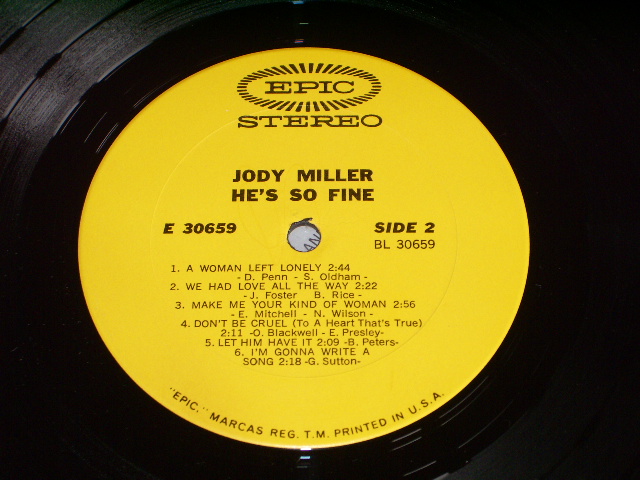 EPIC
STEREO
JODY MILLER
HE'S SO FINE
E 30659 SIDE 2
BL 30659
1. A WOMAN LEFT LONELY 2:44
- D. Penn - S. Oldham -
2. WE HAD LOVE ALL THE WAY 2:22
- J. Foster B. Rice -
3. MAKE ME YOUR KIND OF WOMAN 2:56
- E. Mitchell - N. Wilson -
4. DON'T BE CRUEL (To A Heart That's True)
2:11 -O. Blackwell - E. Presley-
5. LET HIM HAVE IT 2:09 -B. Peters-
6. I'M GONNA WRITE A
SONG 2:18 -G. Sutton-
"EPIC," MARCAS REG. T.M. PRINTED IN U.S.A.